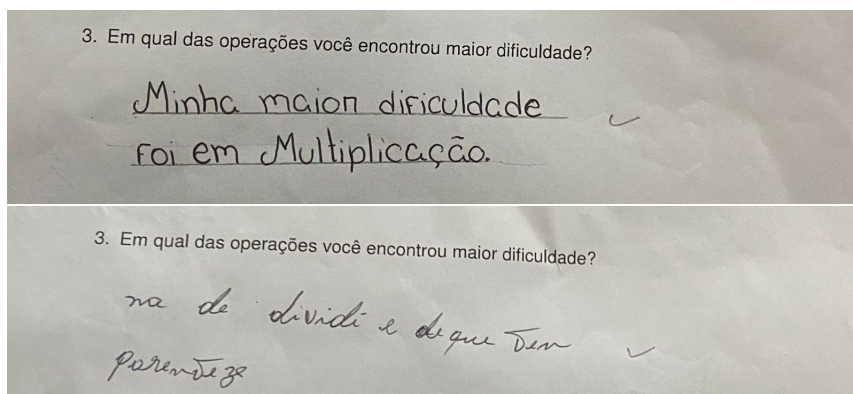 3. Em qual das operações você encontrou maior dificuldade?
Minha maior dificuldade
foi em Multiplicação.
3. Em qual das operações você encontrou maior dificuldade?
na de dividi e de que tem
parenteze